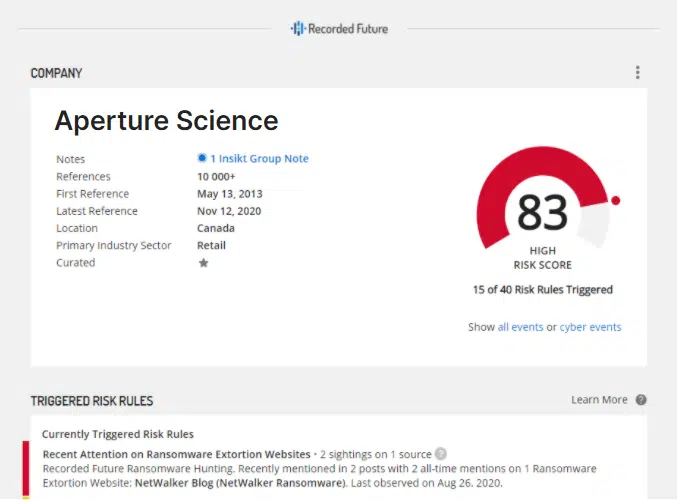 Recorded Future
COMPANY
Aperture Science
Notes 1 Insikt Group Note
References 10 000+
First Reference May 13, 2013
Latest Reference Nov 12, 2020
Location Canada
Primary Industry Sector Retail
Curated
83
HIGH
RISK SCORE
15 of 40 Risk Rules Triggered
Show all events or cyber events
TRIGGERED RISK RULES Learn More ?
Currently Triggered Risk Rules
Recent Attention on Ransomware Extortion Websites • 2 sightings on 1 source ?
Recorded Future Ransomware Hunting. Recently mentioned in 2 posts with 2 all-time mentions on 1 Ransomware
Extortion Website: NetWalker Blog (NetWalker Ransomware). Last observed on Aug 26, 2020.